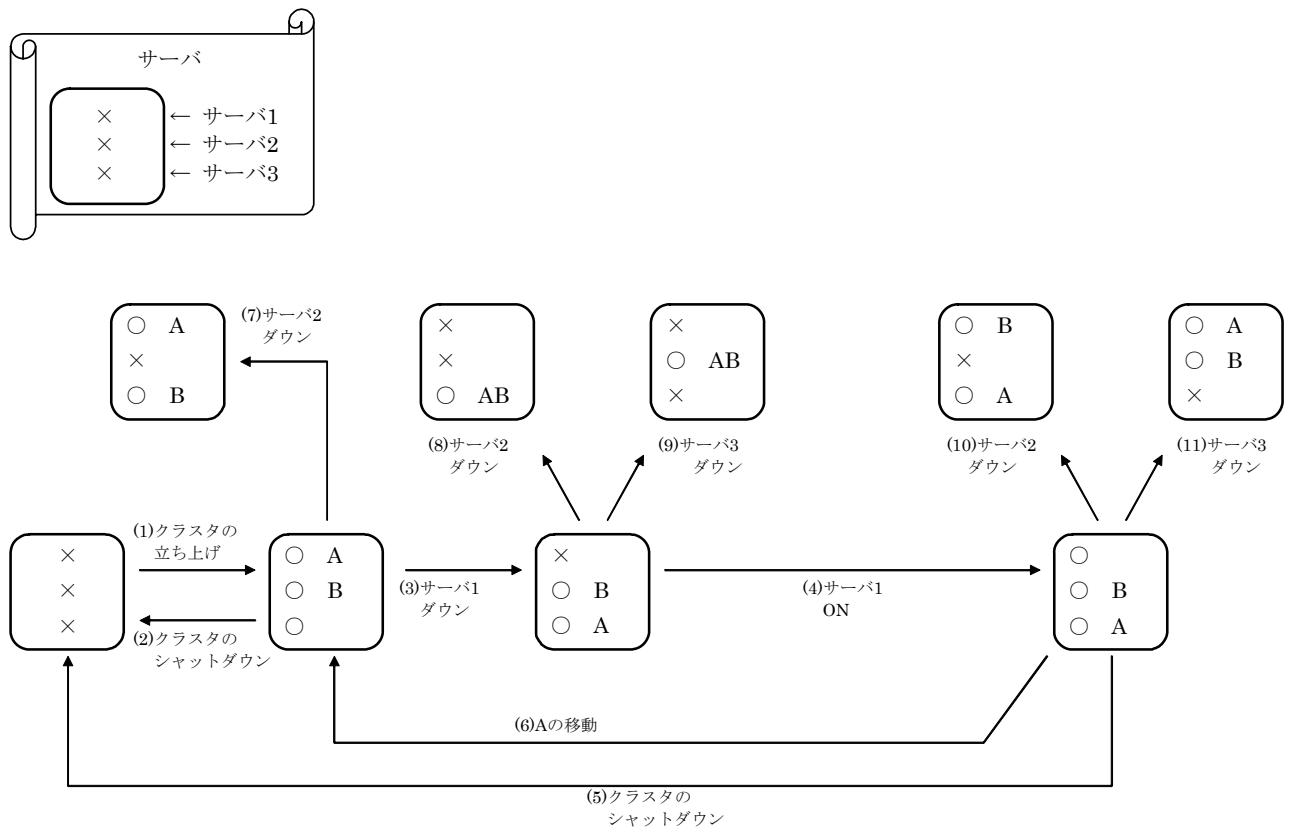 サーバ
× ← サーバ1
× ← サーバ2
× ← サーバ3
○ A
×
○ B
(7)サーバ2
ダウン
×
×
○ AB
×
○ AB
×
○ B
×
○ A
○ A
○ B
×
(8)サーバ2
ダウン
(9)サーバ3
ダウン
(10)サーバ2
ダウン
(11)サーバ3
ダウン
×
×
×
(1)クラスタの
立ち上げ
(2)クラスタの
シャットダウン
○ A
○ B
○
(3)サーバ1
ダウン
×
○ B
○ A
(4)サーバ1
ON
○
○ B
○ A
(6)Aの移動
(5)クラスタの
シャットダウン